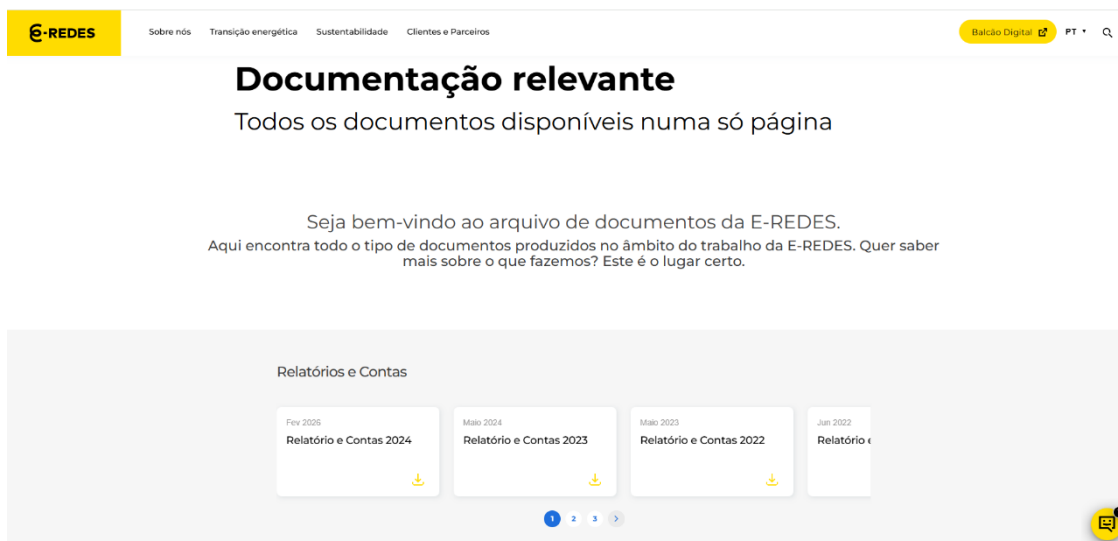 E-REDES
Sobre nós Transição energética Sustentabilidade Clientes e Parceiros Balcão Digital PT
Documentação relevante
Todos os documentos disponíveis numa só página
Seja bem-vindo ao arquivo de documentos da E-REDES.
Aqui encontra todo o tipo de documentos produzidos no âmbito do trabalho da E-REDES. Quer saber
mais sobre o que fazemos? Este é o lugar certo.
Relatórios e Contas
Fev 2026
Relatório e Contas 2024
Maio 2024
Relatório e Contas 2023
Maio 2023
Relatório e Contas 2022
Jun 2022
Relatório
1 2 3